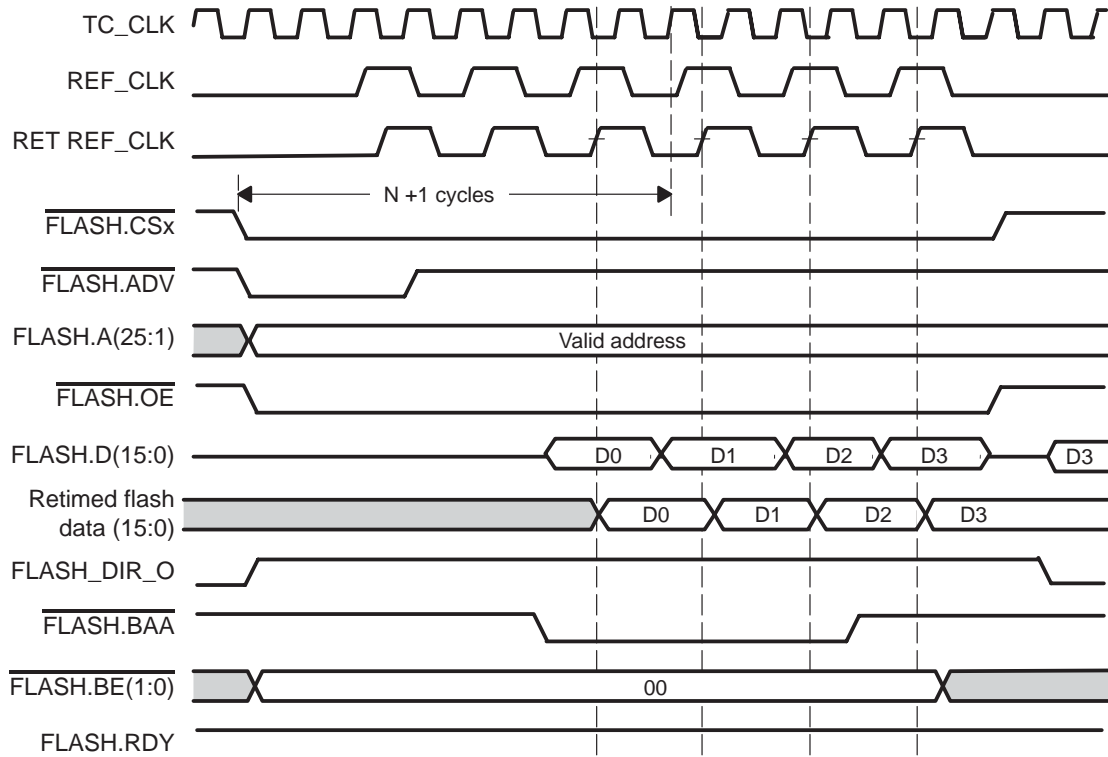 TC_CLK
REF_CLK
RET REF_CLK
N +1 cycles
FLASH.CSx
FLASH.ADV
FLASH.A(25:1)
Valid address
FLASH.OE
FLASH.D(15:0)
D0 D1 D2 D3 D3
Retimed flash
data (15:0)
D0 D1 D2 D3
FLASH_DIR_O
FLASH.BAA
FLASH.BE(1:0)
00
FLASH.RDY